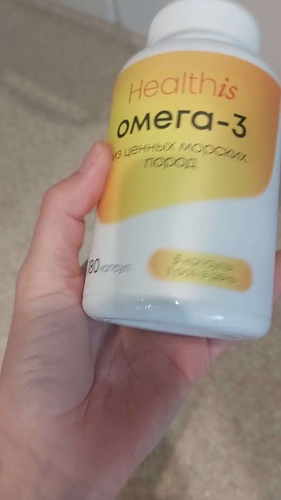 Healthis
омега-3
из ценных морских
пород
180 капсул